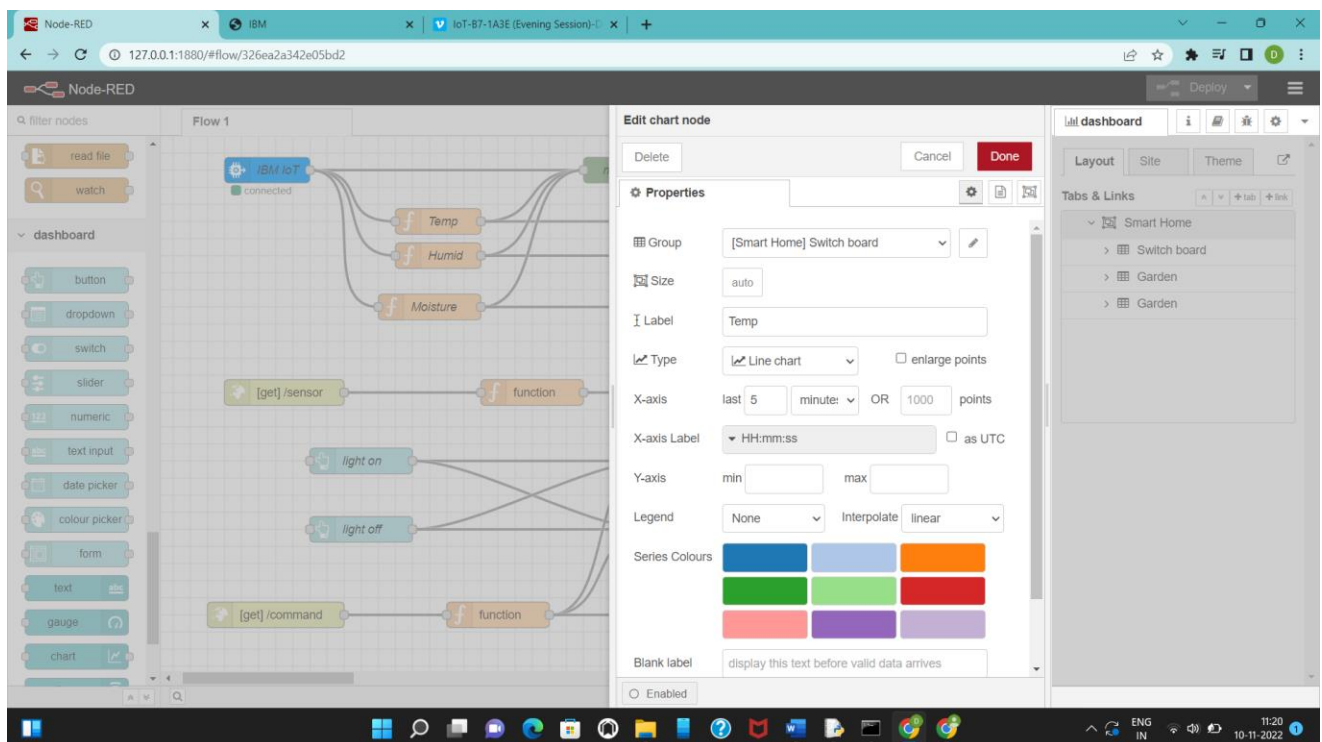 Node-RED
IBM
IoT-B7-1A3E (Evening Session)-D
127.0.0.1:1880/#flow/326ea2a342e05bd2
D
Node-RED
Deploy
filter nodes
read file
watch
dashboard
button
dropdown
switch
slider
numeric
text input
date picker
colour picker
form
text
gauge
chart
Flow 1
IBM IoT
connected
Temp
Humid
Moisture
[get] /sensor
function
light on
light off
[get] /command
function
Edit chart node
Delete
Cancel
Done
Properties
Group
[Smart Home] Switch board
Size
auto
Label
Temp
Type
Line chart
enlarge points
X-axis
last 5 minutes OR 1000 points
X-axis Label
HH:mm:ss
as UTC
Y-axis
min
max
Legend
None
Interpolate
linear
Series Colours
Blank label
display this text before valid data arrives
Enabled
dashboard
i
Layout
Site
Theme
Tabs & Links
+ tab
+ link
Smart Home
Switch board
Garden
Garden
ENG
IN
11:20
10-11-2022
1